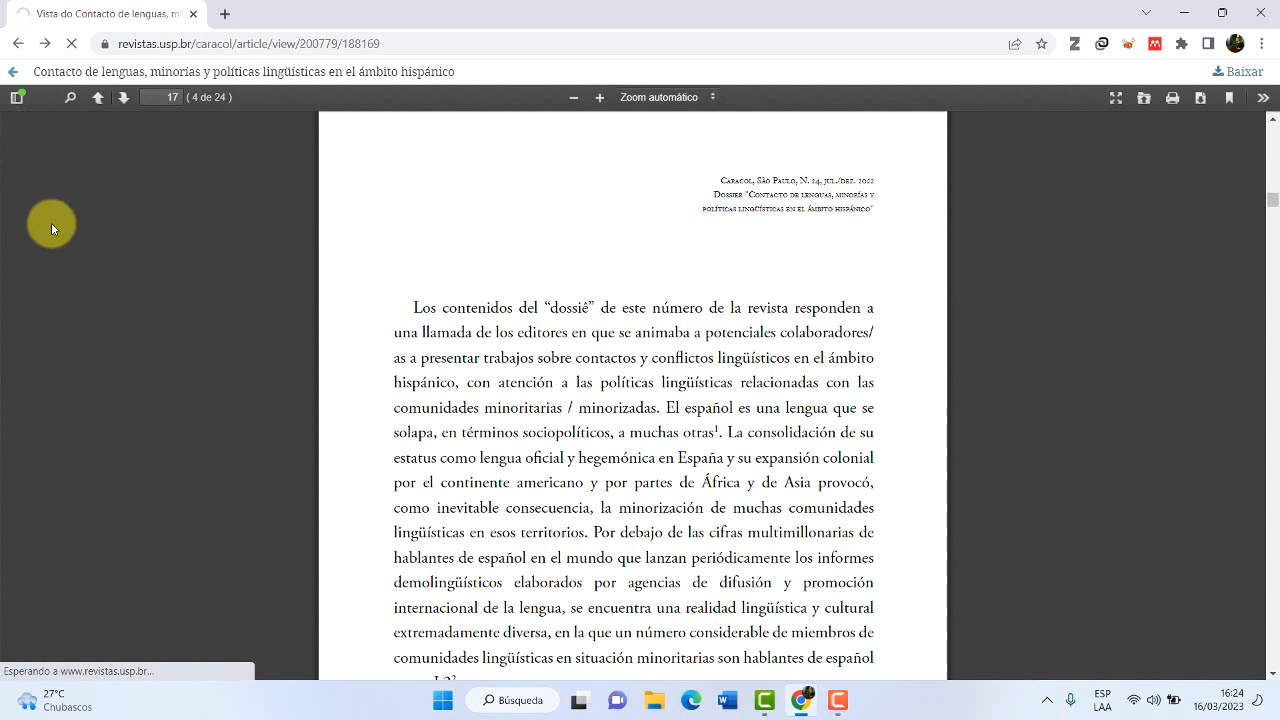 Vista do Contacto de lenguas, m
revistas.usp.br/caracol/article/view/200779/188169
Contacto de lenguas, minorías y políticas lingüísticas en el ámbito hispánico
Baixar
17 (4 de 24)
Zoom automático
Caracol, São Paulo, N. 24, jul./dez. 2022
Dossier "Contacto de lenguas, minorías y
políticas lingüísticas en el ámbito hispánico"
Los contenidos del “dossiê” de este número de la revista responden a
una llamada de los editores en que se animaba a potenciales colaboradores/
as a presentar trabajos sobre contactos y conflictos lingüísticos en el ámbito
hispánico, con atención a las políticas lingüísticas relacionadas con las
comunidades minoritarias / minorizadas. El español es una lengua que se
solapa, en términos sociopolíticos, a muchas otras¹. La consolidación de su
estatus como lengua oficial y hegemónica en España y su expansión colonial
por el continente americano y por partes de África y de Asia provocó,
como inevitable consecuencia, la minorización de muchas comunidades
lingüísticas en esos territorios. Por debajo de las cifras multimillonarias de
hablantes de español en el mundo que lanzan periódicamente los informes
demolingüísticos elaborados por agencias de difusión y promoción
internacional de la lengua, se encuentra una realidad lingüística y cultural
extremadamente diversa, en la que un número considerable de miembros de
comunidades lingüísticas en situación minoritarias son hablantes de español
Esperando a www.revistas.usp.br...
27°C
Chubascos
Búsqueda
ESP
LAA
16:24
16/03/2023